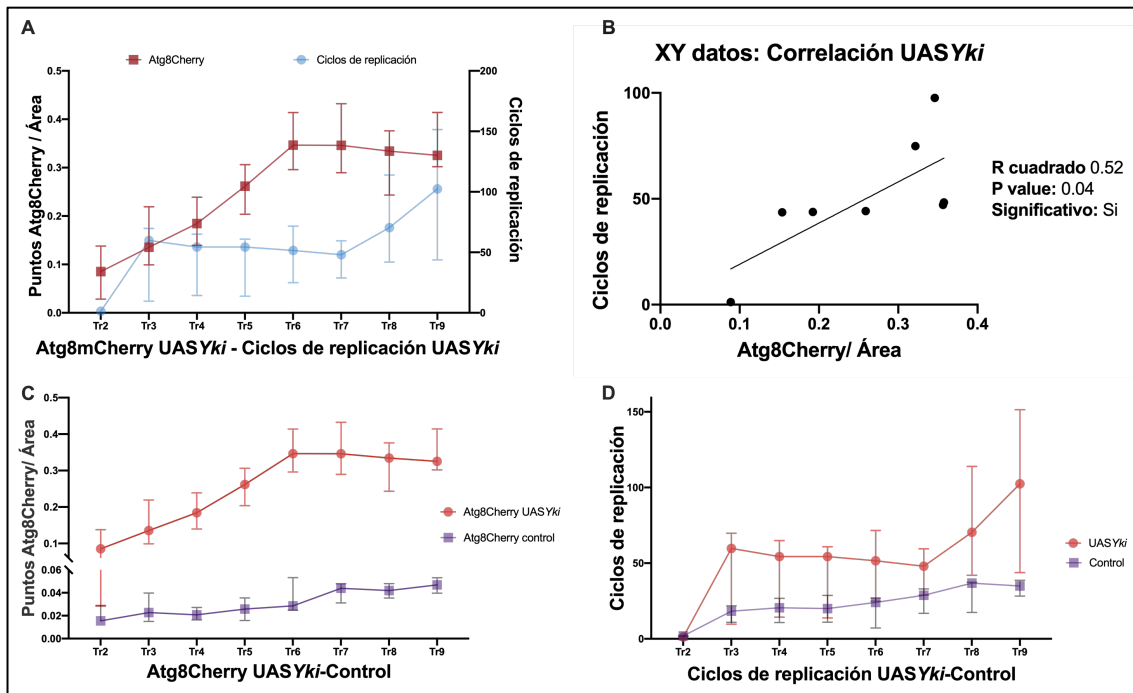 A
Atg8Cherry
Ciclos de replicación
0.5
0.4
0.3
0.2
0.1
0.0
Puntos Atg8Cherry / Área
200
150
100
50
0
Ciclos de replicación
Tr2 Tr3 Tr4 Tr5 Tr6 Tr7 Tr8 Tr9
Atg8mCherry UASYki - Ciclos de replicación UASYki
B
XY datos: Correlación UASYki
100
50
0
Ciclos de replicación
0.0 0.1 0.2 0.3 0.4
Atg8Cherry/ Área
R cuadrado 0.52
P value: 0.04
Significativo: Si
C
0.4
0.3
0.2
0.1
0.06
0.04
0.02
0.00
Puntos Atg8Cherry/ Área
Tr2 Tr3 Tr4 Tr5 Tr6 Tr7 Tr8 Tr9
Atg8Cherry UASYki-Control
Atg8Cherry UASYki
Atg8Cherry control
D
150
100
50
0
Ciclos de replicación
Tr2 Tr3 Tr4 Tr5 Tr6 Tr7 Tr8 Tr9
Ciclos de replicación UASYki-Control
UASYki
Control